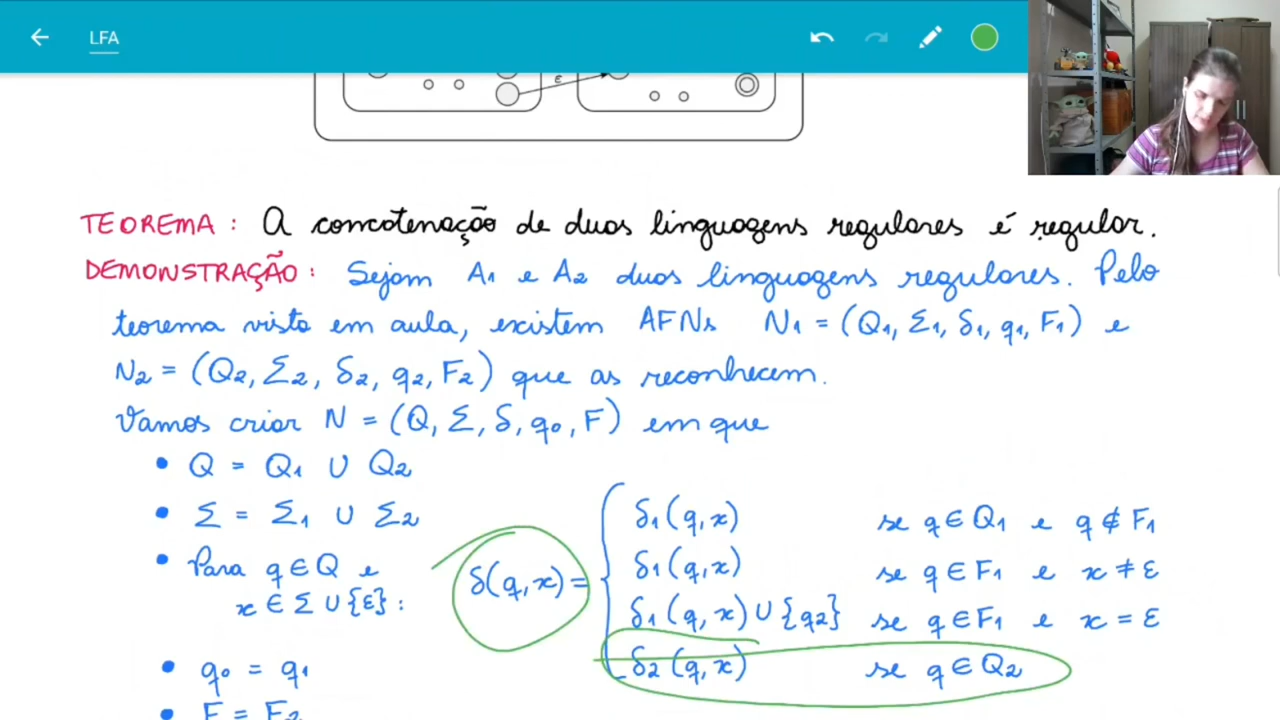 LFA
ε
TEOREMA: A concatenação de duas linguagens regulares é regular.
DEMONSTRAÇÃO: Sejam A₁ e A₂ duas linguagens regulares. Pelo
teorema visto em aula, existem AFNs N₁ = (Q₁, Σ₁, δ₁, q₁, F₁) e
N₂ = (Q₂, Σ₂, δ₂, q₂, F₂) que as reconhecem.
Vamos criar N = (Q, Σ, δ, q₀, F) em que
• Q = Q₁ ∪ Q₂
• Σ = Σ₁ ∪ Σ₂
• Para q ∈ Q e
x ∈ Σ ∪ {ε}:
δ(q, x) =
δ₁(q, x) se q ∈ Q₁ e q ∉ F₁
δ₁(q, x) se q ∈ F₁ e x ≠ ε
δ₁(q, x) ∪ {q₂} se q ∈ F₁ e x = ε
δ₂(q, x) se q ∈ Q₂
• q₀ = q₁
• F = F₂